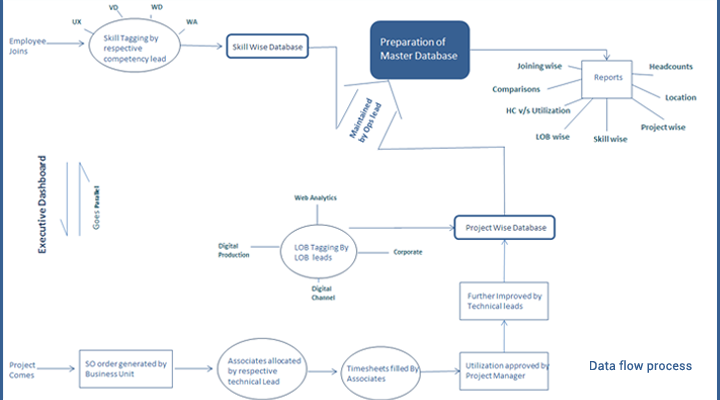 VD
WD
UX
WA
Employee
Joins
Skill Tagging by
respective
competency lead
Skill Wise Database
Preparation of
Master Database
Maintained
by Ops lead
Joining wise
Comparisons
HC v/s Utilization
LOB wise
Skill wise
Project wise
Location
Headcounts
Reports
Executive Dashboard
Goes Parallel
Web Analytics
Digital
Production
LOB Tagging By
LOB leads
Corporate
Digital
Channel
Project Wise Database
Further Improved by
Technical leads
Project
Comes
SO order generated by
Business Unit
Associates allocated
by respective
technical Lead
Timesheets filled By
Associates
Utilization approved by
Project Manager
Data flow process